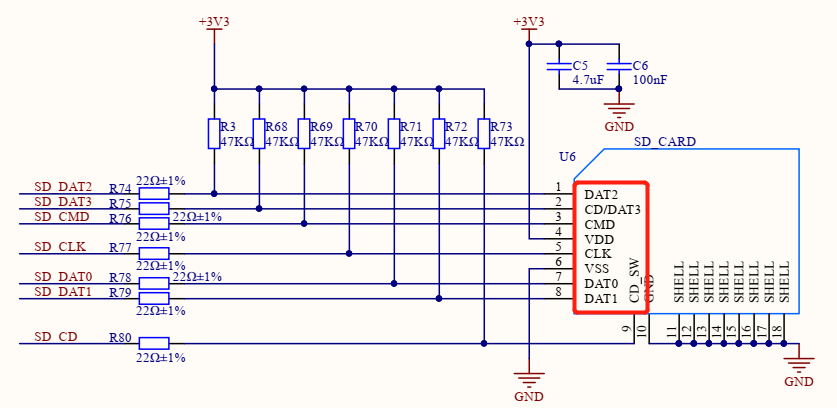 +3V3
+3V3
C5
4.7uF
C6
100nF
GND
R3
47KΩ
R68
47KΩ
R69
47KΩ
R70
47KΩ
R71
47KΩ
R72
47KΩ
R73
47KΩ
U6
SD_CARD
SD_DAT2
R74
22Ω±1%
1
DAT2
SD_DAT3
R75
2
CD/DAT3
SD_CMD
R76
22Ω±1%
3
CMD
22Ω±1%
4
VDD
SD_CLK
R77
5
CLK
22Ω±1%
6
VSS
SD_DAT0
R78
22Ω±1%
7
DAT0
SD_DAT1
R79
8
DAT1
22Ω±1%
CD_SW
GND
SHELL
SHELL
SHELL
SHELL
SHELL
SHELL
SHELL
SHELL
9
10
11
12
13
14
15
16
17
18
SD_CD
R80
22Ω±1%
GND
GND